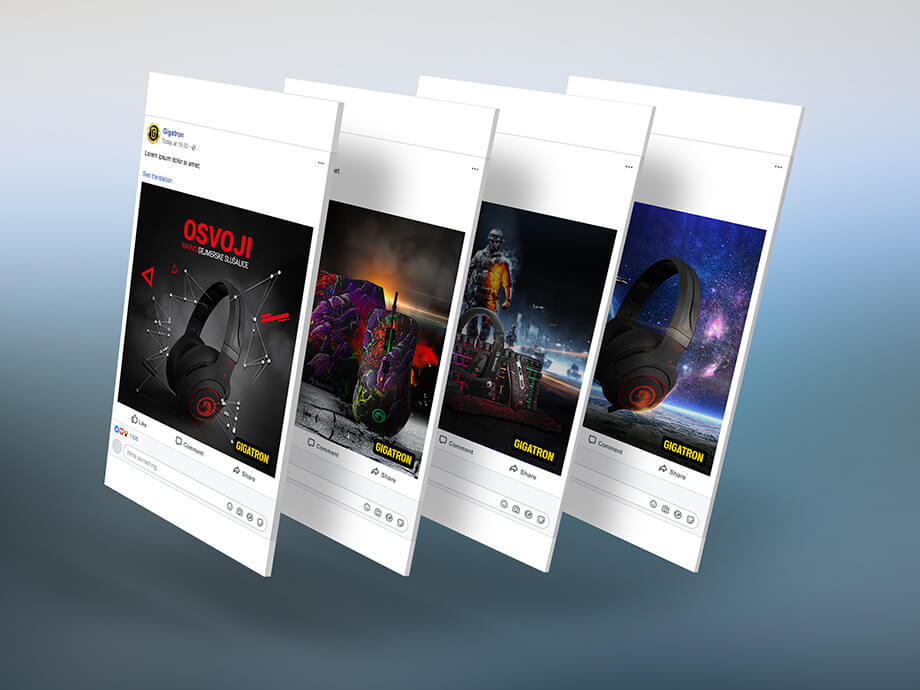 Gigatron
Today at 19:33
Lorem ipsum dolor si amet.
See translation
OSVOJI
MARVO GEJMERSKE SLUŠALICE
GIGATRON
Like
Comment
Share
Write something...
GIGATRON
Comment
Share
GIGATRON
Comment
Share
GIGATRON
Comment
Share